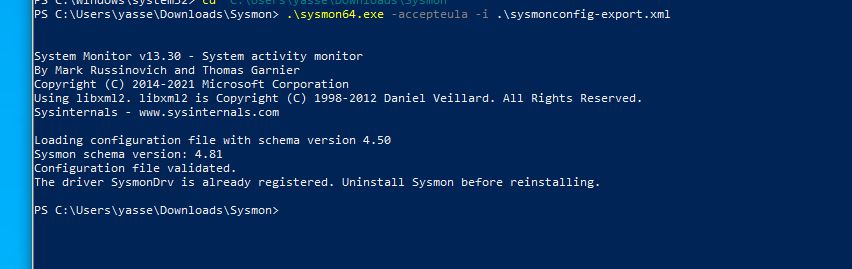 PS C:\Windows\system32> cd "C:\Users\yasse\Downloads\Sysmon"
PS C:\Users\yasse\Downloads\Sysmon> .\sysmon64.exe -accepteula -i .\sysmonconfig-export.xml
System Monitor v13.30 - System activity monitor
By Mark Russinovich and Thomas Garnier
Copyright (C) 2014-2021 Microsoft Corporation
Using libxml2. libxml2 is Copyright (C) 1998-2012 Daniel Veillard. All Rights Reserved.
Sysinternals - www.sysinternals.com
Loading configuration file with schema version 4.50
Sysmon schema version: 4.81
Configuration file validated.
The driver SysmonDrv is already registered. Uninstall Sysmon before reinstalling.
PS C:\Users\yasse\Downloads\Sysmon>